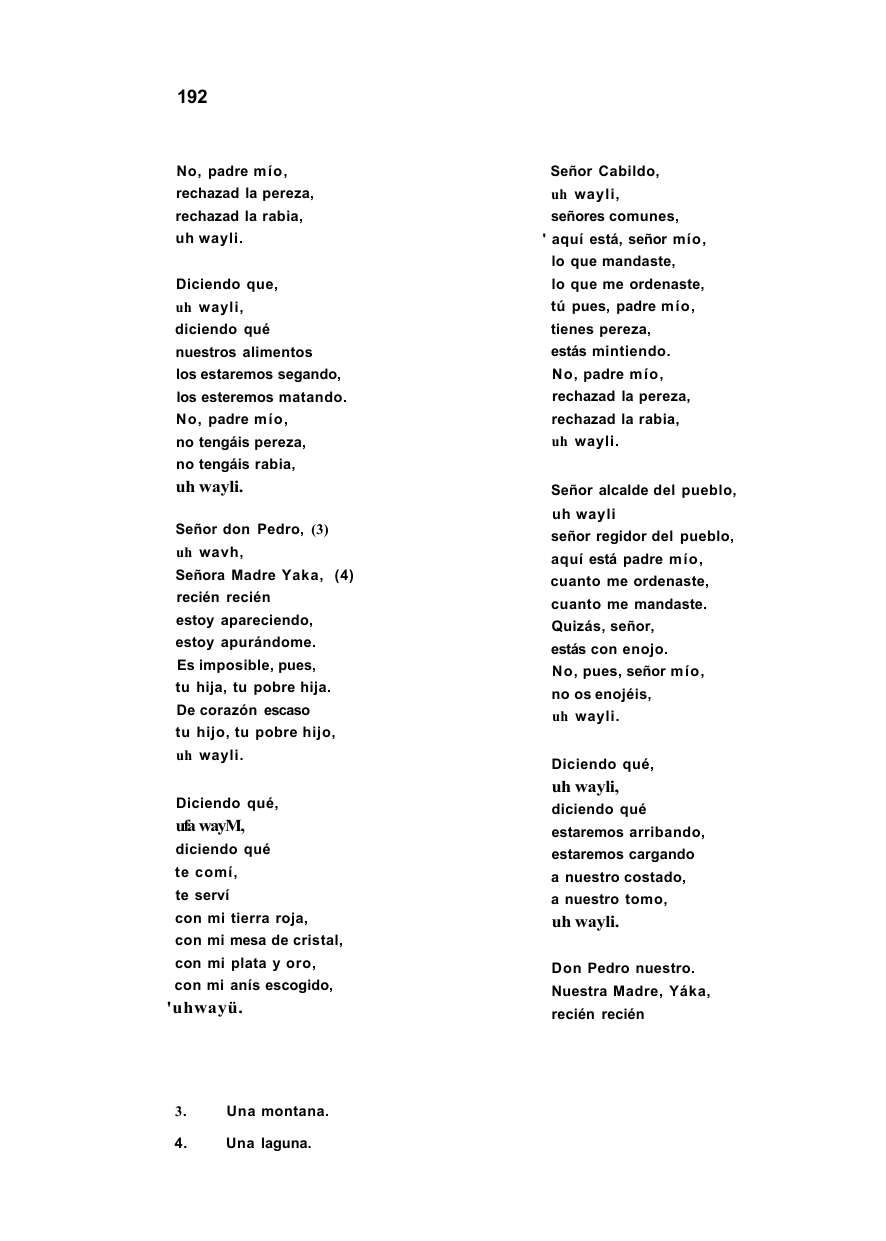 192
No, padre mío,
rechazad la pereza,
rechazad la rabia,
uh wayli.
Diciendo que,
uh wayli,
diciendo qué
nuestros alimentos
los estaremos segando,
los esteremos matando.
No, padre mío,
no tengáis pereza,
no tengáis rabia,
uh wayli.
Señor don Pedro, (3)
uh wavh,
Señora Madre Yaka, (4)
recién recién
estoy apareciendo,
estoy apurándome.
Es imposible, pues,
tu hija, tu pobre hija.
De corazón escaso
tu hijo, tu pobre hijo,
uh wayli.
Diciendo qué,
ufa wayM,
diciendo qué
te comí,
te serví
con mi tierra roja,
con mi mesa de cristal,
con mi plata y oro,
con mi anís escogido,
'uhwayü.
Señor Cabildo,
uh wayli,
señores comunes,
' aquí está, señor mío,
lo que mandaste,
lo que me ordenaste,
tú pues, padre mío,
tienes pereza,
estás mintiendo.
No, padre mío,
rechazad la pereza,
rechazad la rabia,
uh wayli.
Señor alcalde del pueblo,
uh wayli
señor regidor del pueblo,
aquí está padre mío,
cuanto me ordenaste,
cuanto me mandaste.
Quizás, señor,
estás con enojo.
No, pues, señor mío,
no os enojéis,
uh wayli.
Diciendo qué,
uh wayli,
diciendo qué
estaremos arribando,
estaremos cargando
a nuestro costado,
a nuestro tomo,
uh wayli.
Don Pedro nuestro.
Nuestra Madre, Yáka,
recién recién
3. Una montana.
4. Una laguna.